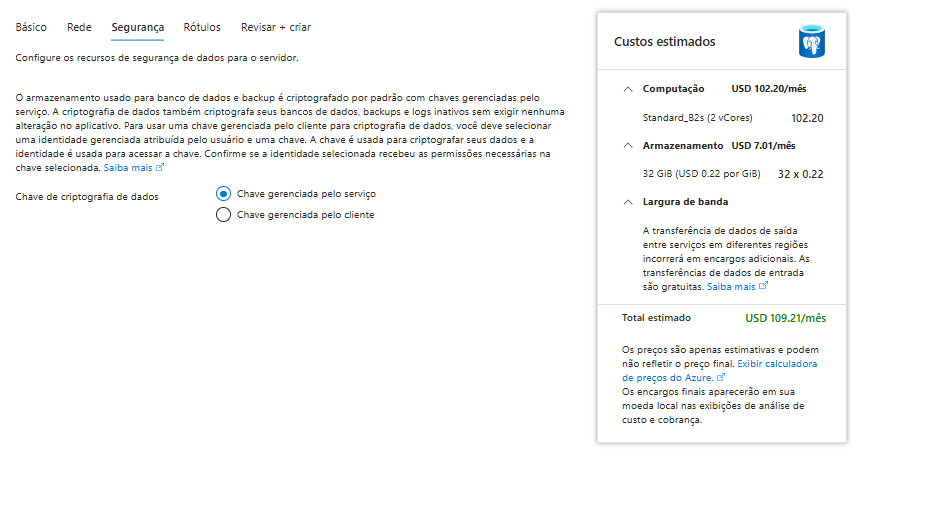 Básico Rede Segurança Rótulos Revisar + criar
Configure os recursos de segurança de dados para o servidor.
O armazenamento usado para banco de dados e backup é criptografado por padrão com chaves gerenciadas pelo
serviço. A criptografia de dados também criptografa seus bancos de dados, backups e logs inativos sem exigir nenhuma
alteração no aplicativo. Para usar uma chave gerenciada pelo cliente para criptografia de dados, você deve selecionar
uma identidade gerenciada atribuída pelo usuário e uma chave. A chave é usada para criptografar seus dados e a
identidade é usada para acessar a chave. Confirme se a identidade selecionada recebeu as permissões necessárias na
chave selecionada. Saiba mais
Chave de criptografia de dados
Chave gerenciada pelo serviço
Chave gerenciada pelo cliente
Custos estimados
Computação USD 102.20/mês
Standard_B2s (2 vCores) 102.20
Armazenamento USD 7.01/mês
32 GiB (USD 0.22 por GiB) 32 x 0.22
Largura de banda
A transferência de dados de saída
entre serviços em diferentes regiões
incorrerá em encargos adicionais. As
transferências de dados de entrada
são gratuitas. Saiba mais
Total estimado USD 109.21/mês
Os preços são apenas estimativas e podem
não refletir o preço final. Exibir calculadora
de preços do Azure.
Os encargos finais aparecerão em sua
moeda local nas exibições de análise de
custo e cobrança.